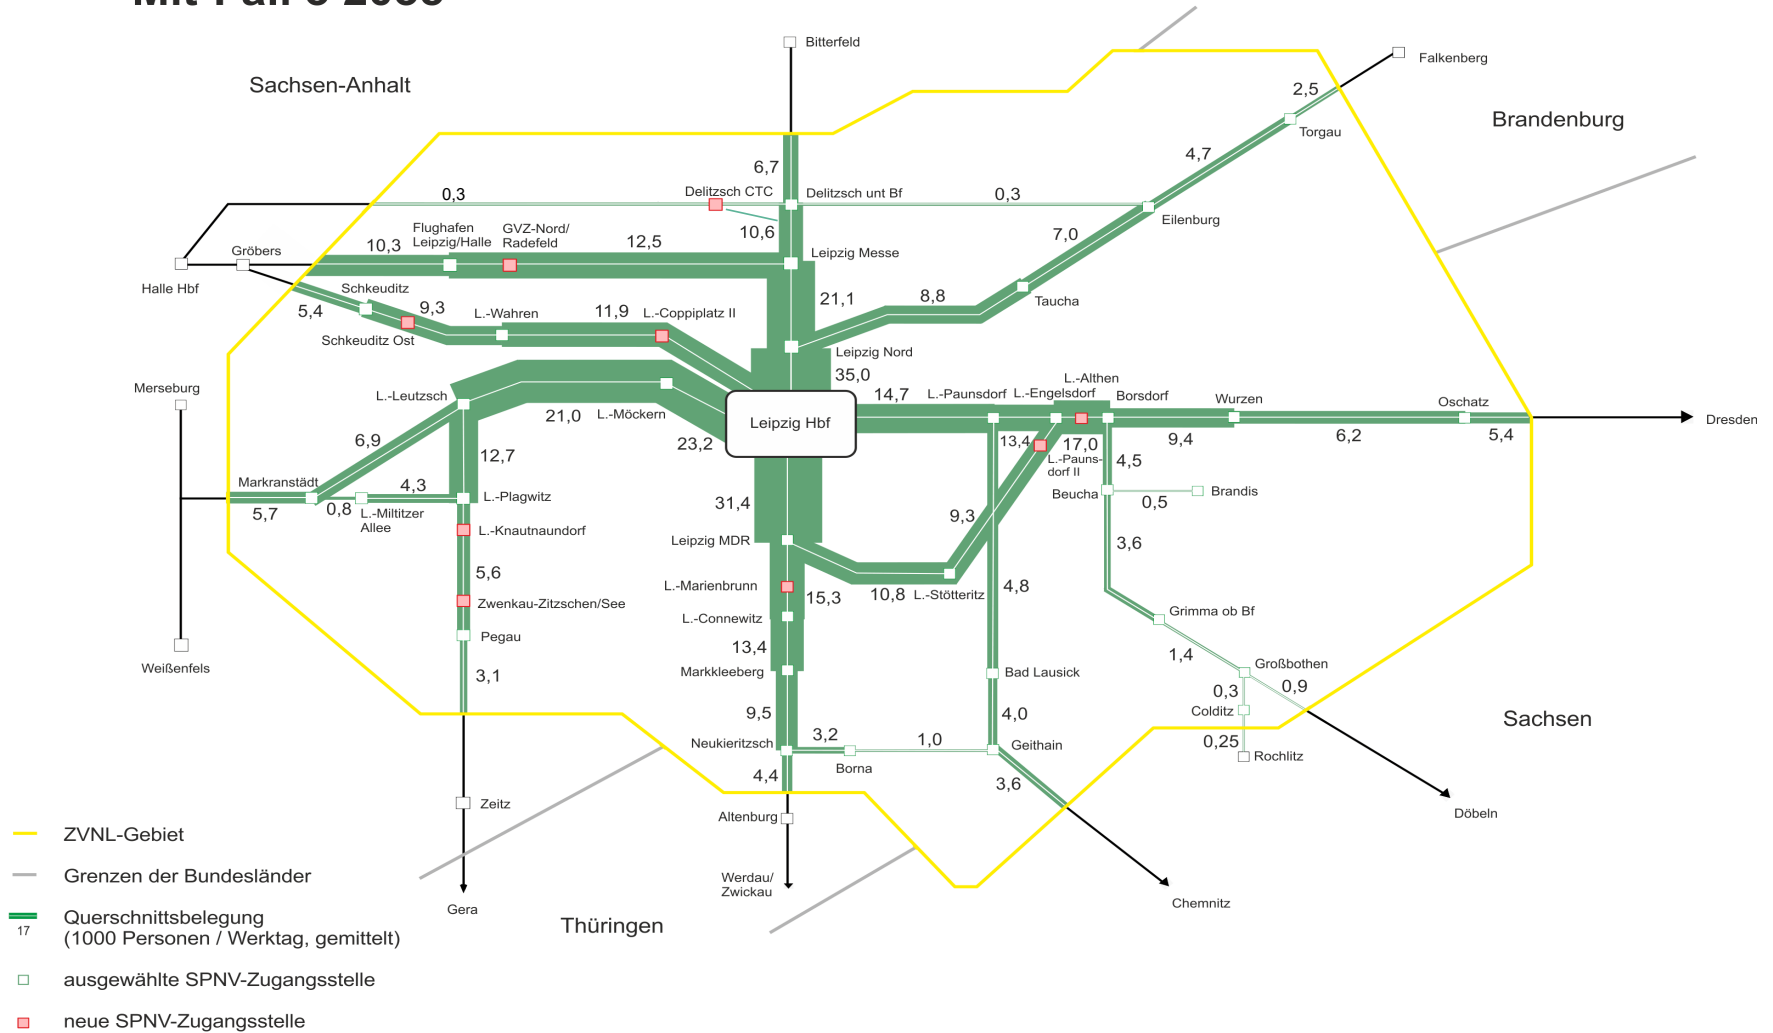 Bitterfeld
Falkenberg
Sachsen-Anhalt
2,5
Brandenburg
Torgau
4,7
6,7
0,3
Delitzsch CTC
Delitzsch unt Bf
0,3
Eilenburg
Flughafen
Leipzig/Halle
GVZ-Nord/
Radefeld
10,6
7,0
10,3
12,5
Gröbers
Leipzig Messe
Halle Hbf
Schkeuditz
21,1
8,8
Taucha
5,4
9,3
L.-Wahren
11,9
L.-Coppiplatz II
Schkeuditz Ost
Leipzig Nord
35,0
Merseburg
L.-Leutzsch
21,0
L.-Möckern
23,2
Leipzig Hbf
14,7
L.-Paunsdorf
L.-Engelsdorf
L.-Althen
Borsdorf
Wurzen
Oschatz
Dresden
13,4
17,0
9,4
6,2
5,4
L.-Pauns-
dorf II
6,9
12,7
4,5
Markranstädt
4,3
L.-Plagwitz
5,7
0,8
L.-Miltitzer
Allee
31,4
Beucha
0,5
Brandis
L.-Knautnaundorf
9,3
Leipzig MDR
3,6
5,6
L.-Marienbrunn
15,3
10,8
L.-Stötteritz
4,8
Zwenkau-Zitzschen/See
L.-Connewitz
Grimma ob Bf
Pegau
13,4
1,4
Weißenfels
3,1
Markkleeberg
Bad Lausick
Großbothen
0,3
0,9
9,5
4,0
Colditz
Sachsen
Neukieritzsch
3,2
1,0
Geithain
0,25
Rochlitz
4,4
Borna
3,6
Zeitz
Altenburg
Döbeln
Werdau/
Zwickau
Chemnitz
Gera
Thüringen
ZVNL-Gebiet
Grenzen der Bundesländer
Querschnittsbelegung
17
(1000 Personen / Werktag, gemittelt)
ausgewählte SPNV-Zugangsstelle
neue SPNV-Zugangsstelle